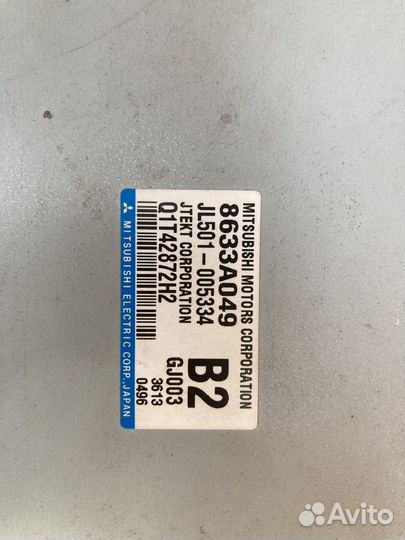 MITSUBISHI MOTORS CORPORATION
8633A049
JL501-005334
JTEKT CORPORATION
Q1T42872H2
B2
GJ003
3613
0496
MITSUBISHI ELECTRIC CORP.,JAPAN
Avito